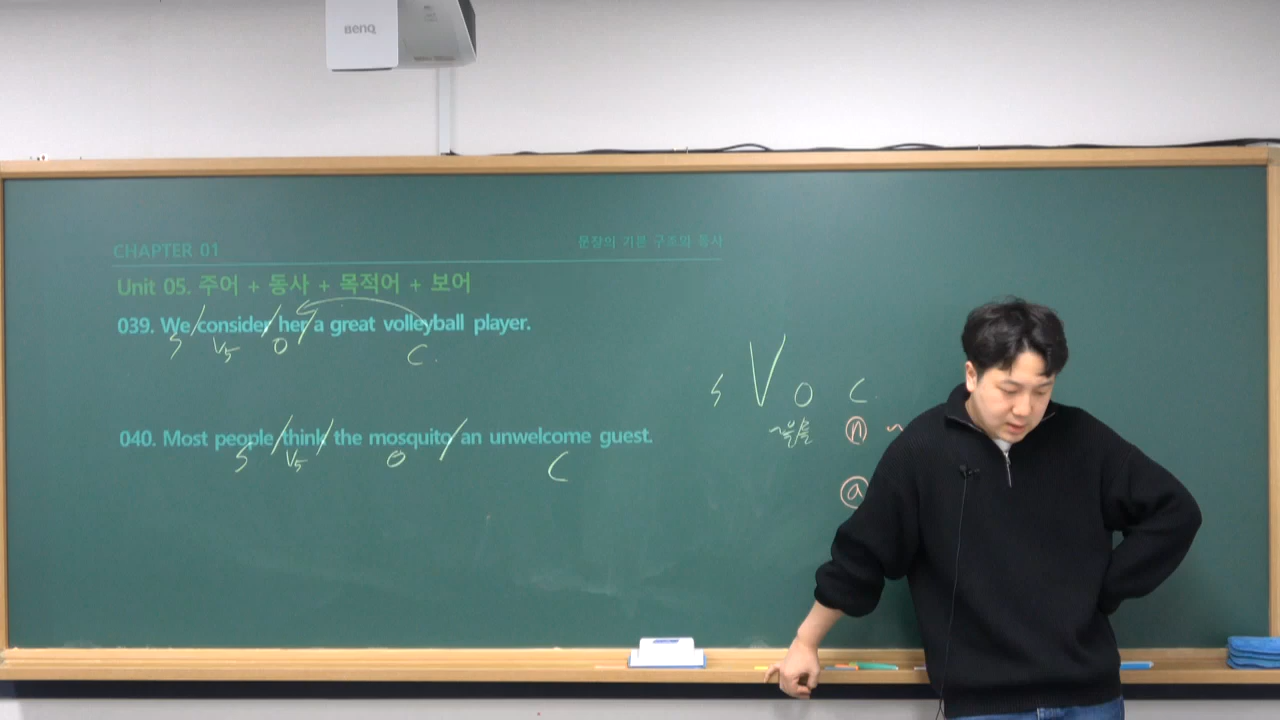 BENQ
CHAPTER 01
문장의 기본 구조와 동사
Unit 05. 주어 + 동사 + 목적어 + 보어
039. We / consider / her / a great volleyball player.
S V5 O C.
S V O C
~을/를 n ~
a
040. Most people / think / the mosquito / an unwelcome guest.
S V5 O C